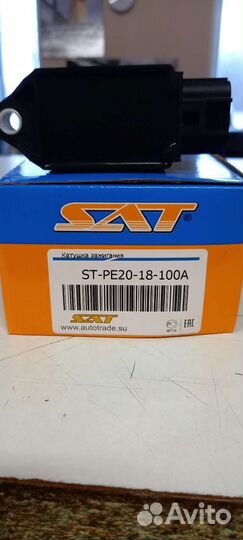 SAT
Катушка зажигания
ST-PE20-18-100A
SAT
www.autotrade.su
EAC
Avito